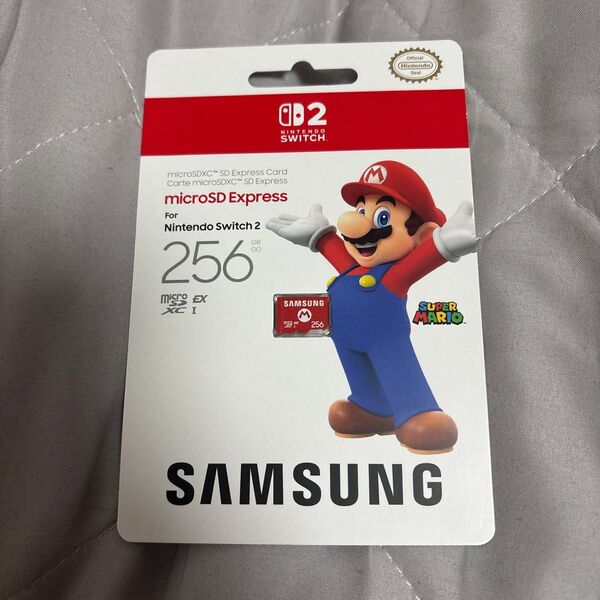 Official
Nintendo
Seal
2
NINTENDO
SWITCH
microSDXC™ SD Express Card
Carte microSDXC™ SD Express
microSD Express
For
Nintendo Switch 2
256 GB
GO
micro
SD EX
XC I
SAMSUNG
M
256
SUPER
MARIO
SAMSUNG